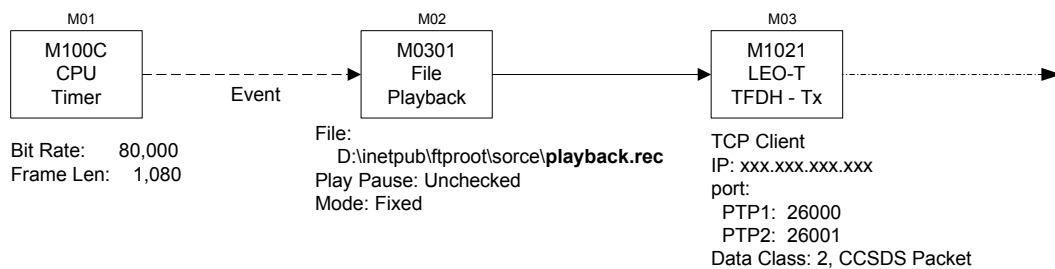 M01
M100C
CPU
Timer
Event
M02
M0301
File
Playback
M03
M1021
LEO-T
TFDH - Tx
Bit Rate: 80,000
Frame Len: 1,080
File:
D:\inetpub\ftproot\sorce\playback.rec
Play Pause: Unchecked
Mode: Fixed
TCP Client
IP: xxx.xxx.xxx.xxx
port:
PTP1: 26000
PTP2: 26001
Data Class: 2, CCSDS Packet